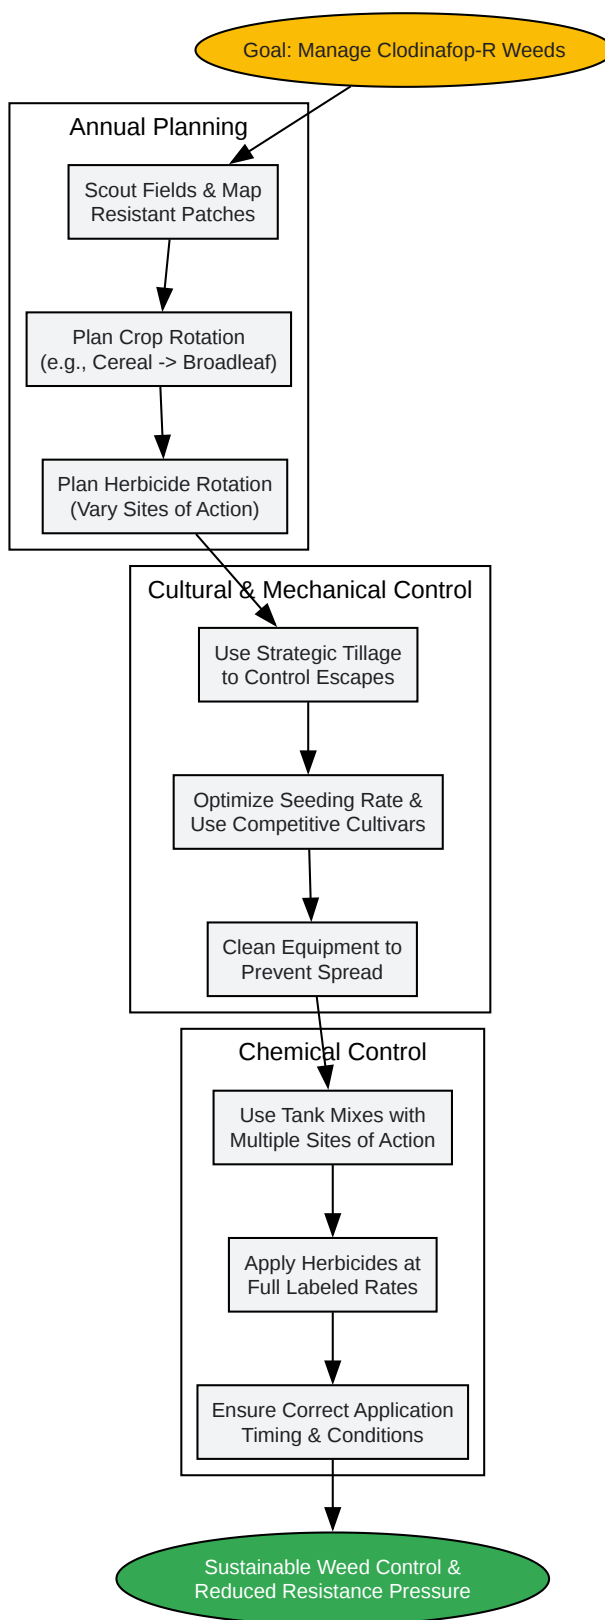 Goal: Manage Clodinafop-R Weeds
Annual Planning
Scout Fields & Map
Resistant Patches
Plan Crop Rotation
(e.g., Cereal -> Broadleaf)
Plan Herbicide Rotation
(Vary Sites of Action)
Cultural & Mechanical Control
Use Strategic Tillage
to Control Escapes
Optimize Seeding Rate &
Use Competitive Cultivars
Clean Equipment to
Prevent Spread
Chemical Control
Use Tank Mixes with
Multiple Sites of Action
Apply Herbicides at
Full Labeled Rates
Ensure Correct Application
Timing & Conditions
Sustainable Weed Control &
Reduced Resistance Pressure